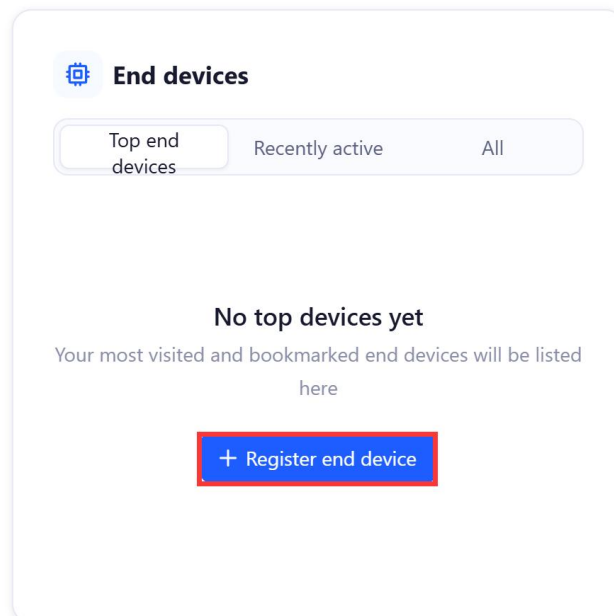 End devices
Top end
devices
Recently active
All
No top devices yet
Your most visited and bookmarked end devices will be listed
here
+ Register end device